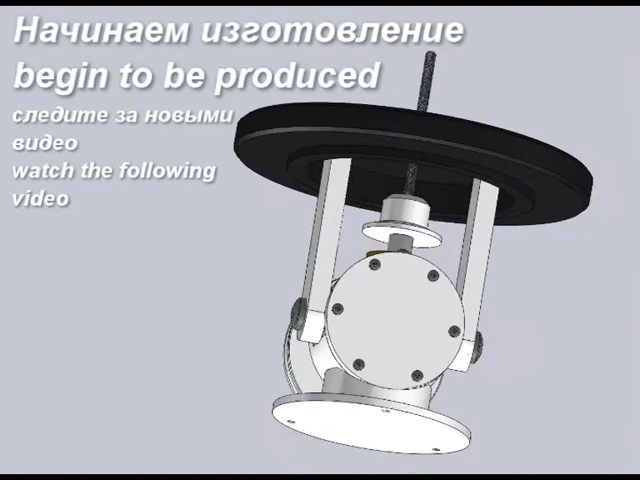 Начинаем изготовление
begin to be produced
следите за новыми
видео
watch the following
video